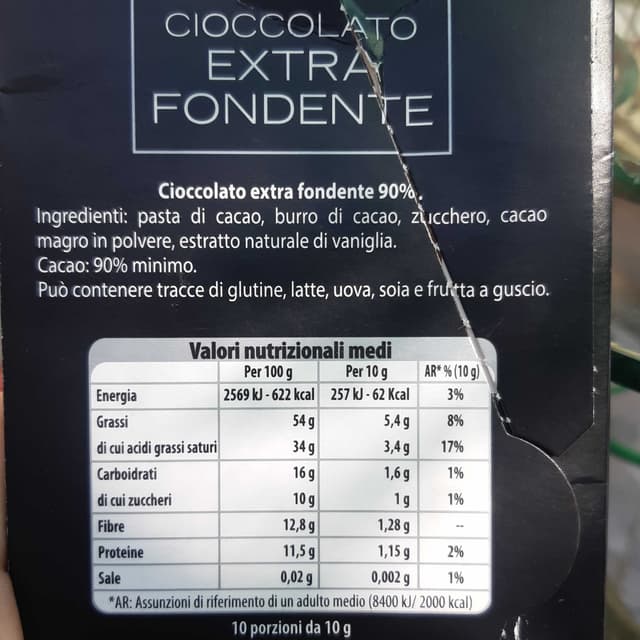 CIOCCOLATO
EXTRA
FONDENTE
Cioccolato extra fondente 90%.
Ingredienti: pasta di cacao, burro di cacao, zucchero, cacao
magro in polvere, estratto naturale di vaniglia.
Cacao: 90% minimo.
Può contenere tracce di glutine, latte, uova, soia e frutta a guscio.
Valori nutrizionali medi
Per 100 g Per 10 g AR* % (10 g)
Energia 2569 kJ - 622 kcal 257 kJ - 62 Kcal 3%
Grassi 54 g 5,4 g 8%
di cui acidi grassi saturi 34 g 3,4 g 17%
Carboidrati 16 g 1,6 g 1%
di cui zuccheri 10 g 1 g 1%
Fibre 12,8 g 1,28 g --
Proteine 11,5 g 1,15 g 2%
Sale 0,02 g 0,002 g 1%
*AR: Assunzioni di riferimento di un adulto medio (8400 kJ/ 2000 kcal)
10 porzioni da 10 g